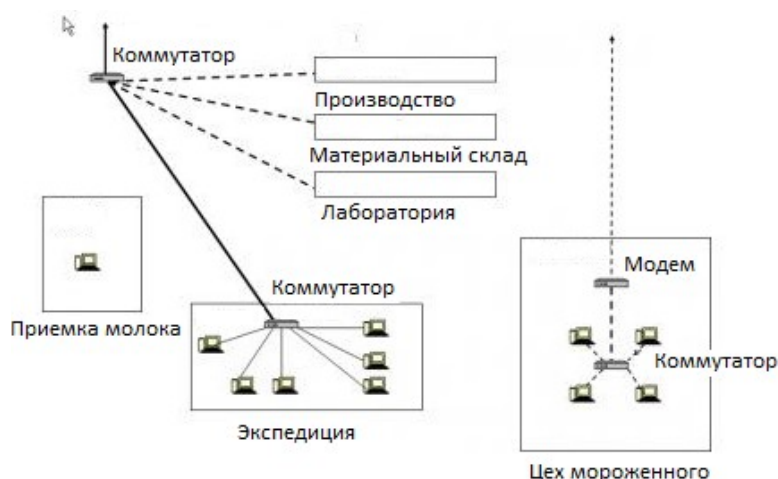 Коммутатор
Производство
Материальный склад
Лаборатория
Приемка молока
Коммутатор
Экспедиция
Модем
Коммутатор
Цех мороженного